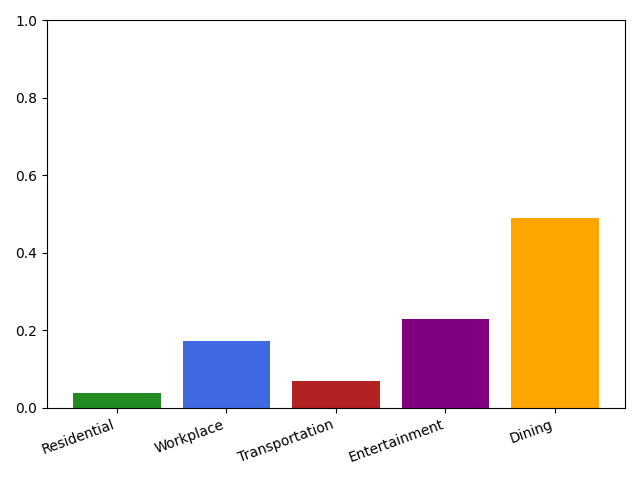 1.0
0.8
0.6
0.4
0.2
0.0
Residential
Workplace
Transportation
Entertainment
Dining